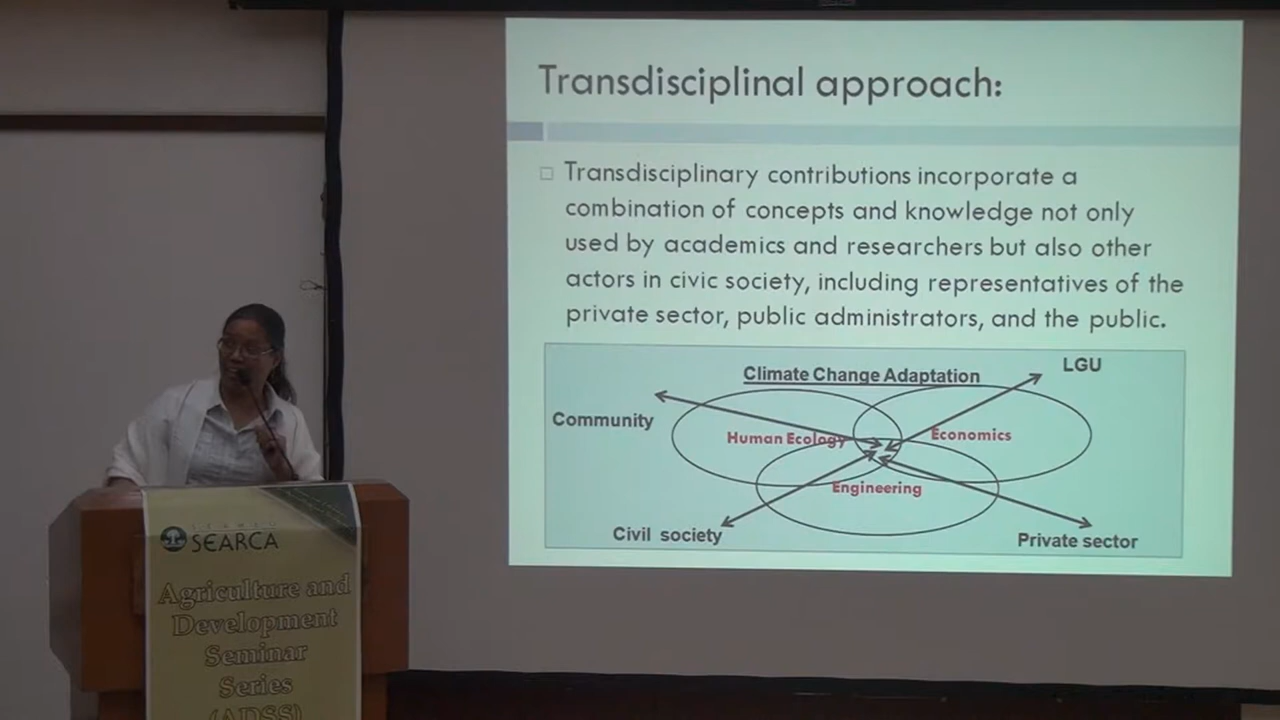 Transdisciplinal approach:
Transdisciplinary contributions incorporate a
combination of concepts and knowledge not only
used by academics and researchers but also other
actors in civic society, including representatives of the
private sector, public administrators, and the public.
Climate Change Adaptation
LGU
Community
Human Ecology
Economics
Engineering
Civil society
Private sector
SEARCA
Agriculture and
Development
Seminar
Series
(ADSS)